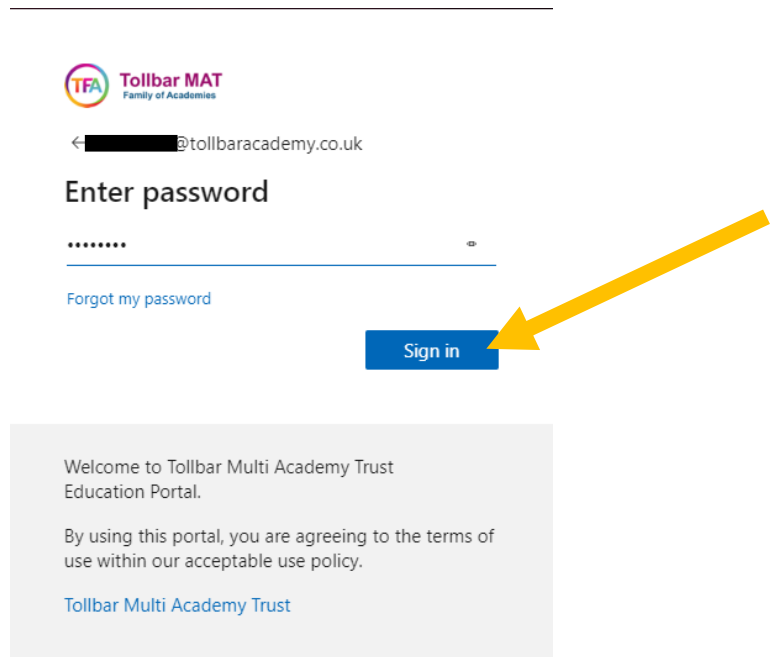 TFA
Tollbar MAT
Family of Academies
@tollbaracademy.co.uk
Enter password
••••••••
Forgot my password
Sign in
Welcome to Tollbar Multi Academy Trust
Education Portal.
By using this portal, you are agreeing to the terms of
use within our acceptable use policy.
Tollbar Multi Academy Trust